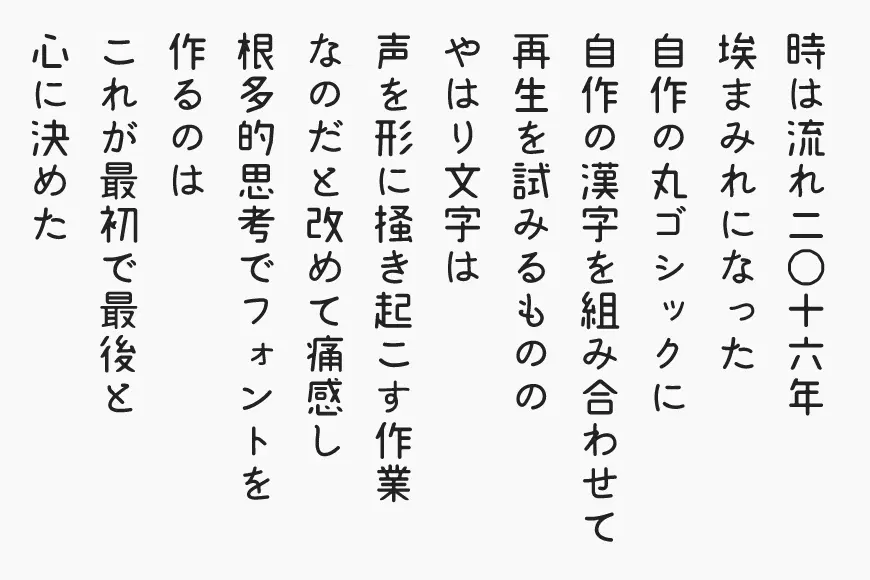 時は流れ二〇十六年
埃まみれになった
自作の丸ゴシックに
自作の漢字を組み合わせて
再生を試みるものの
やはり文字は
声を形に掻き起こす作業
なのだと改めて痛感し
根多的思考でフォントを
作るのは
これが最初で最後と
心に決めた